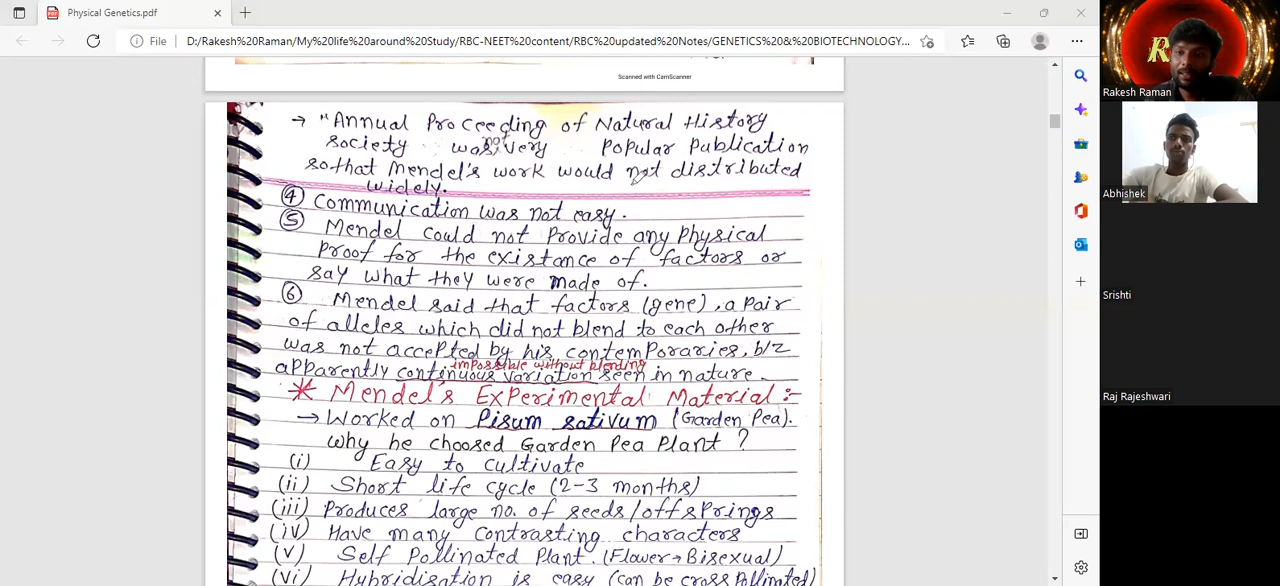 Physical Genetics.pdf
File
D:/Rakesh%20Raman/My%20life%20around%20Study/RBC-NEET%20content/RBC%20updated%20Notes/GENETICS%20&%20BIOTECHNOLOGY...
Scanned with CamScanner
→ "Annual Proceeding of Natural History
society was not very popular publication
so that Mendel's work would not distributed
widely.
④ Communication was not easy.
⑤ Mendel could not provide any physical
proof for the existance of factors or
say what they were made of.
⑥ Mendel said that factors (gene), a pair
of alleles which did not blend to each other
was not accepted by his contemporaries, b/z
impossible without blending
apparently continuous variation seen in nature.
* Mendel's Experimental Material :-
→ Worked on Pisum sativum (Garden Pea).
why he choosed Garden Pea Plant ?
(i) Easy to cultivate
(ii) Short life cycle (2-3 months)
(iii) Produces large no. of seeds/offsprings
(iv) Have many contrasting characters
(v) Self Pollinated Plant. (Flower → Bisexual)
(vi) Hybridisation is easy (can be cross Pollinated)
Rakesh Raman
Abhishek
Srishti
Raj Rajeshwari